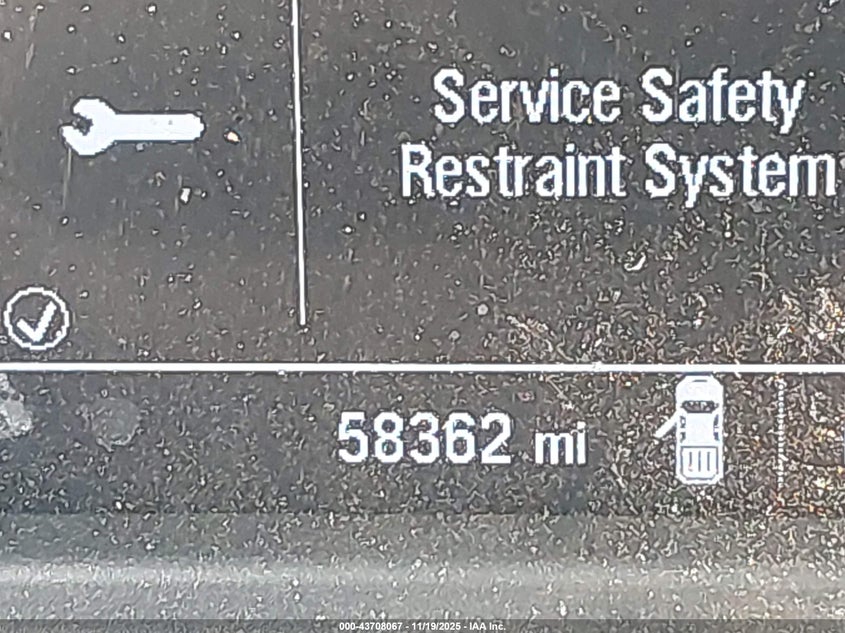 Service Safety
Restraint System
58362 mi
000-43708067 - 11/19/2025 - IAA Inc.